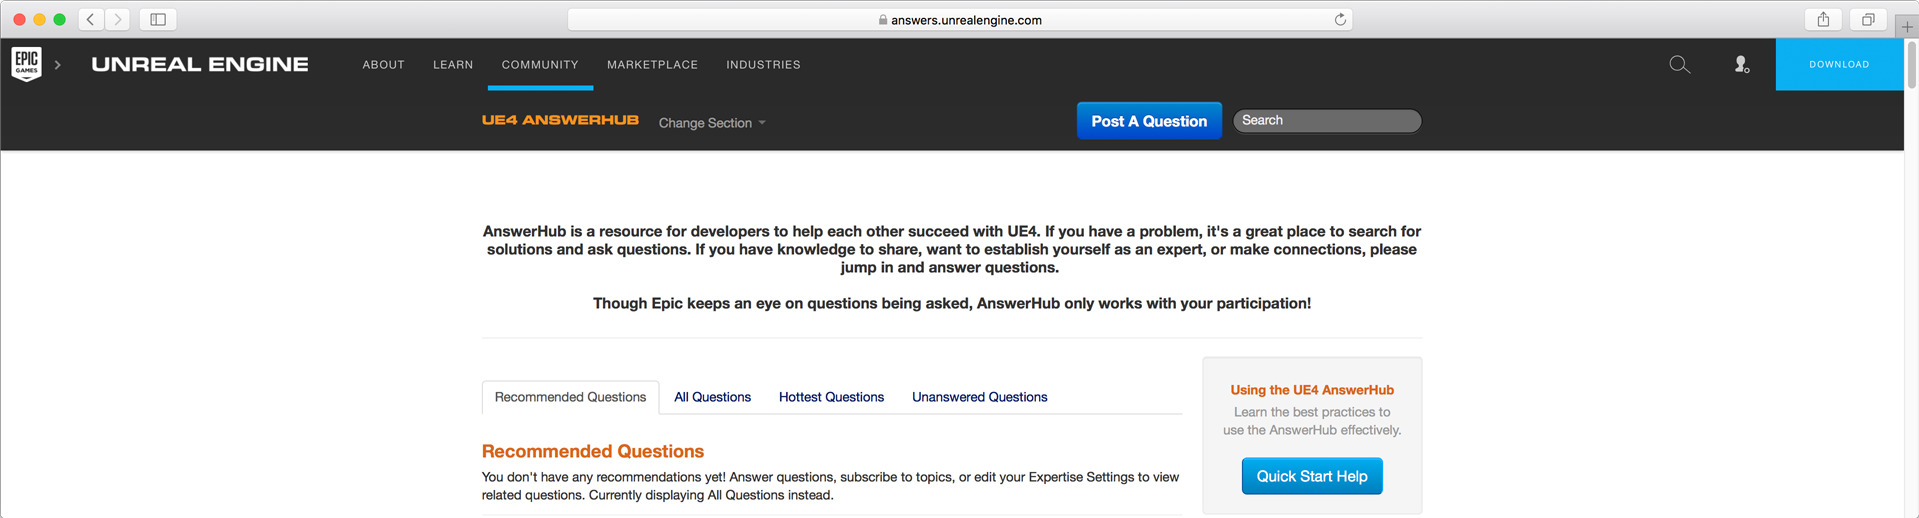 answers.unrealengine.com
EPIC
GAMES
UNREAL ENGINE
ABOUT LEARN COMMUNITY MARKETPLACE INDUSTRIES
DOWNLOAD
UE4 ANSWERHUB
Change Section
Post A Question
Search
AnswerHub is a resource for developers to help each other succeed with UE4. If you have a problem, it's a great place to search for
solutions and ask questions. If you have knowledge to share, want to establish yourself as an expert, or make connections, please
jump in and answer questions.
Though Epic keeps an eye on questions being asked, AnswerHub only works with your participation!
Recommended Questions All Questions Hottest Questions Unanswered Questions
Recommended Questions
You don't have any recommendations yet! Answer questions, subscribe to topics, or edit your Expertise Settings to view
related questions. Currently displaying All Questions instead.
Using the UE4 AnswerHub
Learn the best practices to
use the AnswerHub effectively.
Quick Start Help